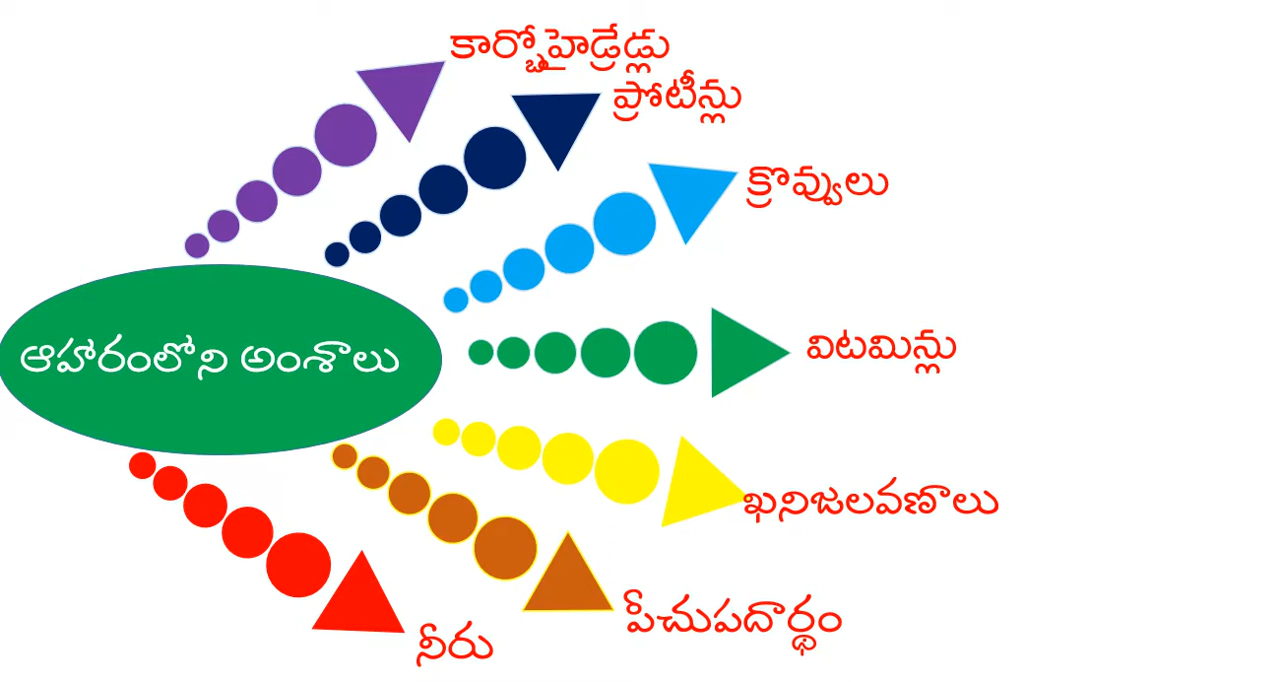 కార్బోహైడ్రేడ్లు
ప్రోటీన్లు
క్రొవ్వులు
ఆహారంలోని అంశాలు
విటమిన్లు
ఖనిజలవణాలు
పీచుపదార్థం
నీరు